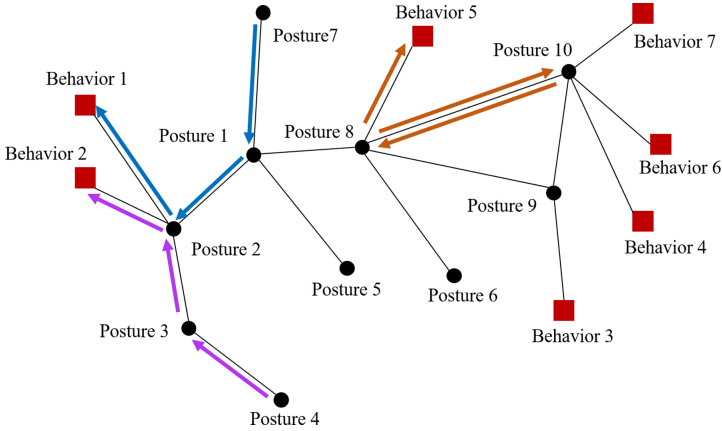 Behavior 5
Behavior 7
Posture7
Posture 10
Behavior 1
Posture 1
Posture 8
Behavior 2
Behavior 6
Posture 9
Posture 2
Behavior 4
Posture 5
Posture 6
Posture 3
Behavior 3
Posture 4